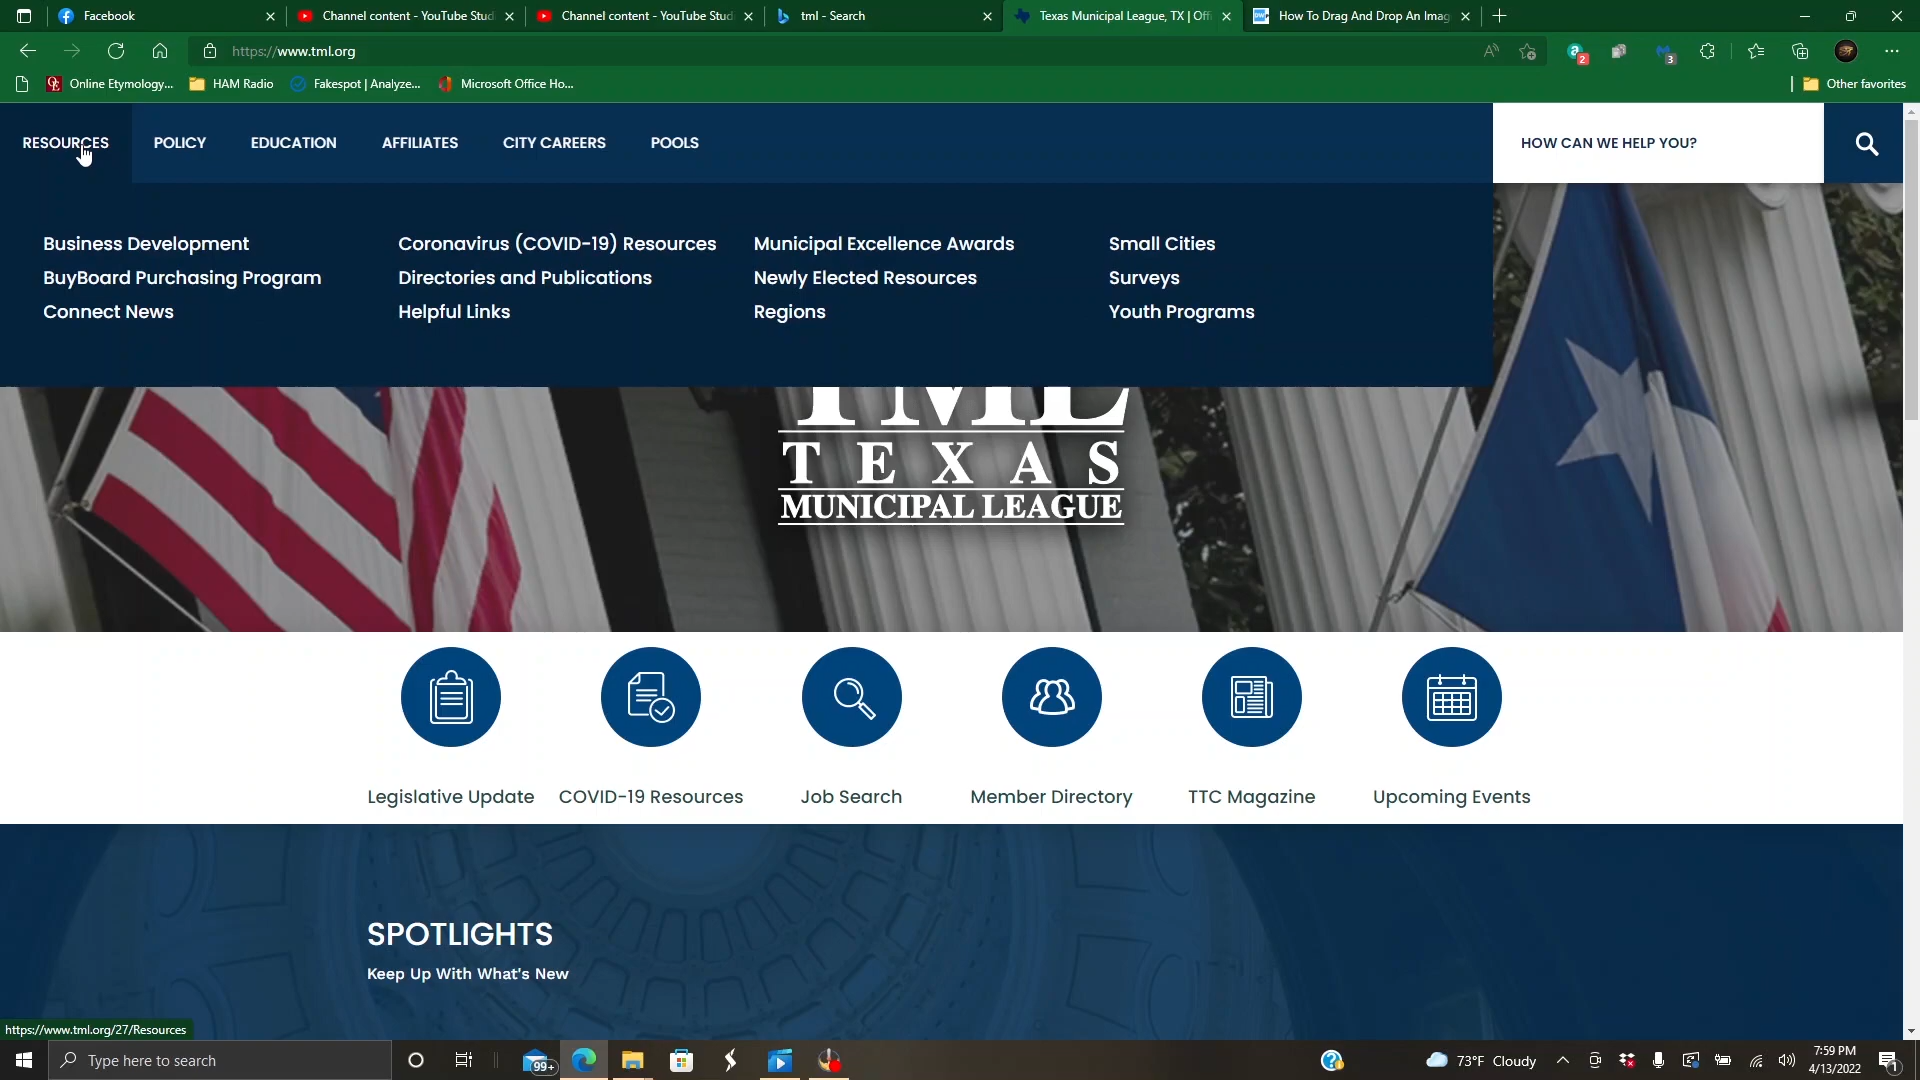 Facebook
Channel content - YouTube Stud
Channel content - YouTube Stud
tml - Search
Texas Municipal League, TX | Offi
How To Drag And Drop An Imag
https://www.tml.org
2
3
Online Etymology...
HAM Radio
Fakespot | Analyze...
Microsoft Office Ho...
Other favorites
RESOURCES
POLICY
EDUCATION
AFFILIATES
CITY CAREERS
POOLS
HOW CAN WE HELP YOU?
Business Development
Coronavirus (COVID-19) Resources
Municipal Excellence Awards
Small Cities
BuyBoard Purchasing Program
Directories and Publications
Newly Elected Resources
Surveys
Connect News
Helpful Links
Regions
Youth Programs
TML
TEXAS
MUNICIPAL LEAGUE
Legislative Update
COVID-19 Resources
Job Search
Member Directory
TTC Magazine
Upcoming Events
SPOTLIGHTS
Keep Up With What's New
https://www.tml.org/27/Resources
Type here to search
99+
73°F Cloudy
7:59 PM
4/13/2022
1